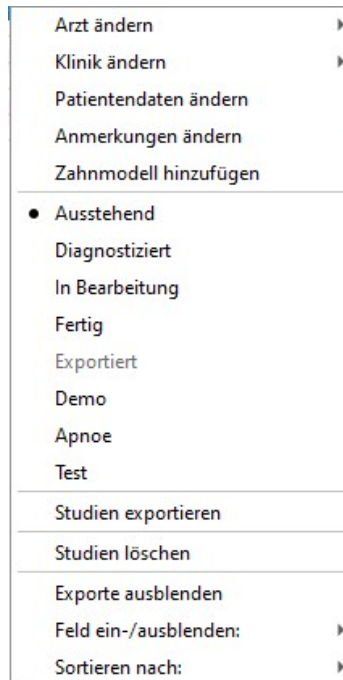 Arzt ändern
Klinik ändern
Patientendaten ändern
Anmerkungen ändern
Zahnmodell hinzufügen
Ausstehend
Diagnostiziert
In Bearbeitung
Fertig
Exportiert
Demo
Apnoe
Test
Studien exportieren
Studien löschen
Exporte ausblenden
Feld ein-/ausblenden:
Sortieren nach: